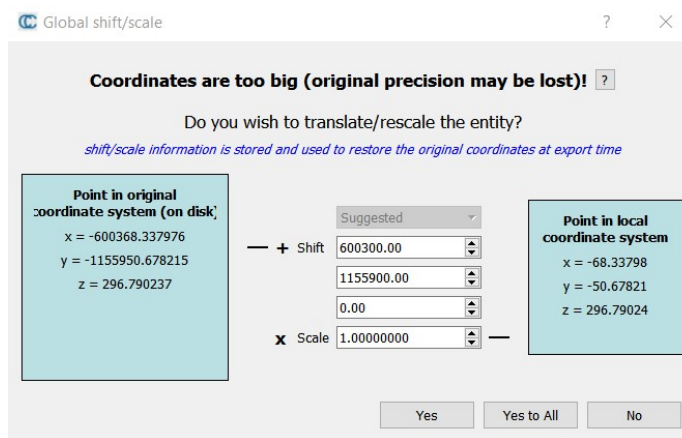 Global shift/scale
?
Coordinates are too big (original precision may be lost)! ?
Do you wish to translate/rescale the entity?
shift/scale information is stored and used to restore the original coordinates at export time
Point in original
coordinate system (on disk)
x = -600368.337976
y = -1155950.678215
z = 296.790237
Suggested
+ Shift 600300.00
1155900.00
0.00
x Scale 1.00000000
Point in local
coordinate system
x = -68.33798
y = -50.67821
z = 296.79024
Yes
Yes to All
No